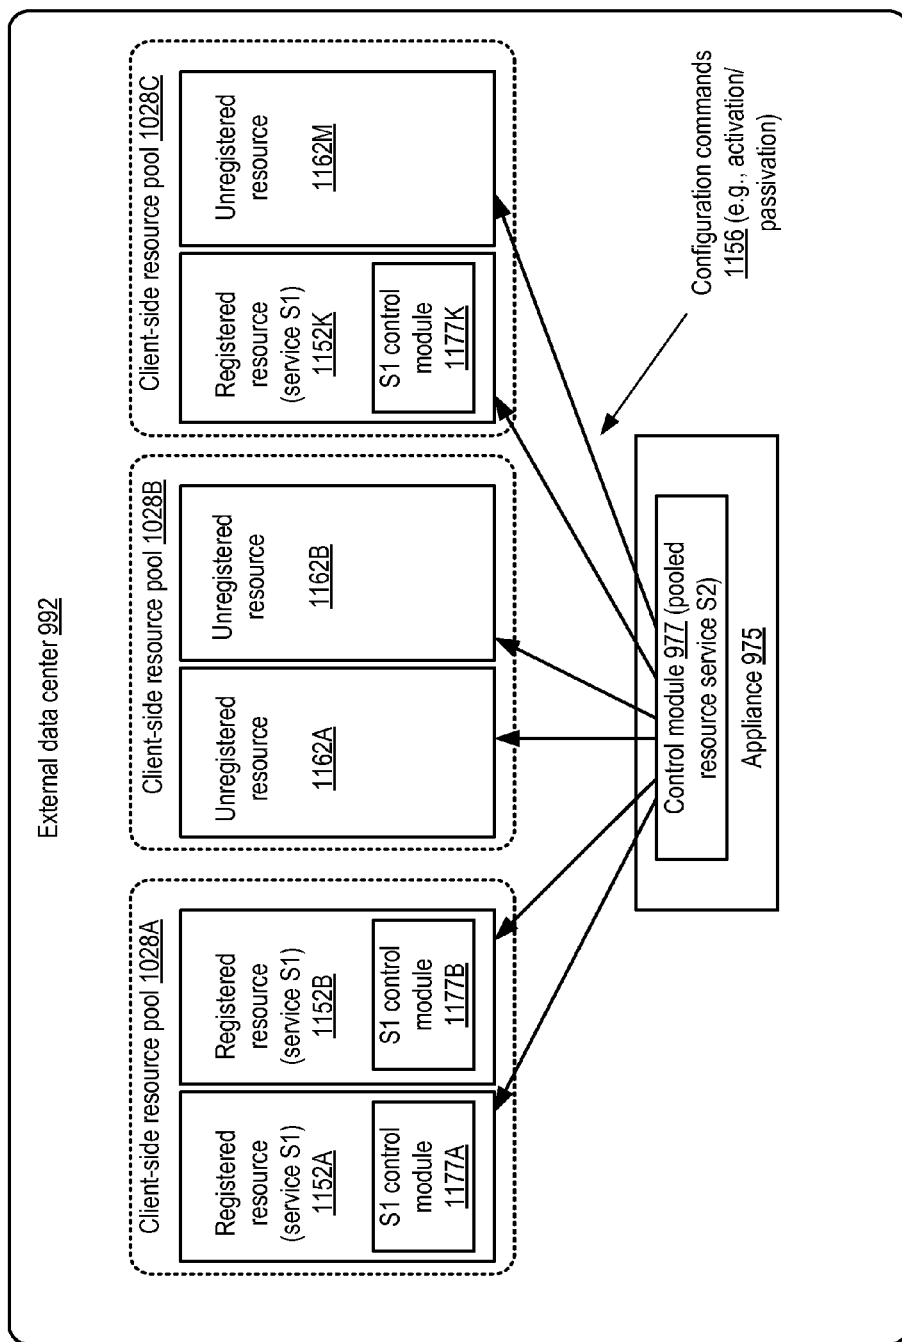 External data center 992
Client-side resource pool 1028A
Registered
resource
(service S1)
1152A
S1 control
module
1177A
Registered
resource
(service S1)
1152B
S1 control
module
1177B
Client-side resource pool 1028B
Unregistered
resource
1162A
Unregistered
resource
1162B
Client-side resource pool 1028C
Registered
resource
(service S1)
1152K
S1 control
module
1177K
Unregistered
resource
1162M
Control module 977 (pooled
resource service S2)
Appliance 975
Configuration commands
1156 (e.g., activation/
passivation)